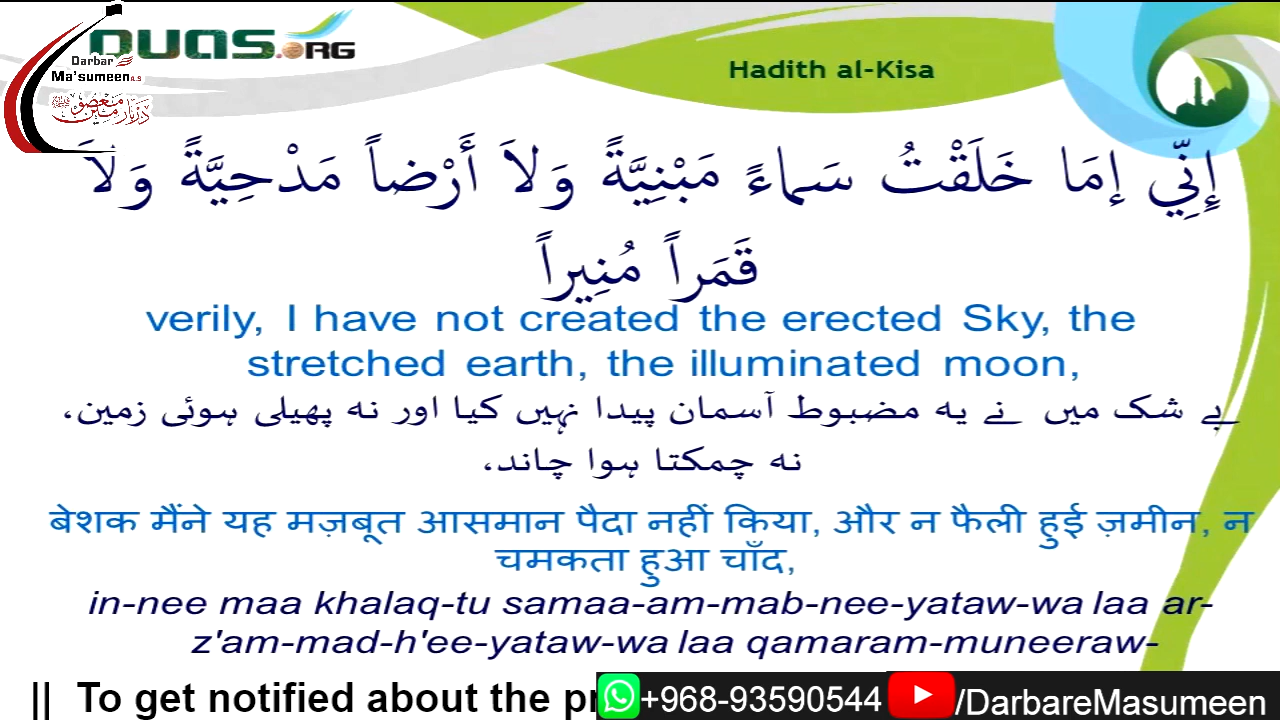 DUAS.ORG
Darbar
Ma'sumeen A.S
Hadith al-Kisa
إِنِّي إمَا خَلَقْتُ سَماءً مَبْنِيَّةً وَلاَ أَرْضاً مَدْحِيَّةً وَلاَ
قَمَراً مُنِيراً
verily, I have not created the erected Sky, the
stretched earth, the illuminated moon,
بے شک میں نے یہ مضبوط آسمان پیدا نہیں کیا اور نہ پھیلی ہوئی زمین،
نہ چمکتا ہوا چاند،
बेशक मैंने यह मज़बूत आसमान पैदा नहीं किया, और न फैली हुई ज़मीन, न
चमकता हुआ चाँद,
in-nee maa khalaq-tu samaa-am-mab-nee-yataw-wa laa ar-
z'am-mad-h'ee-yataw-wa laa qamaram-muneeraw-
|| To get notified about the pr
+968-93590544 /DarbareMasumeen